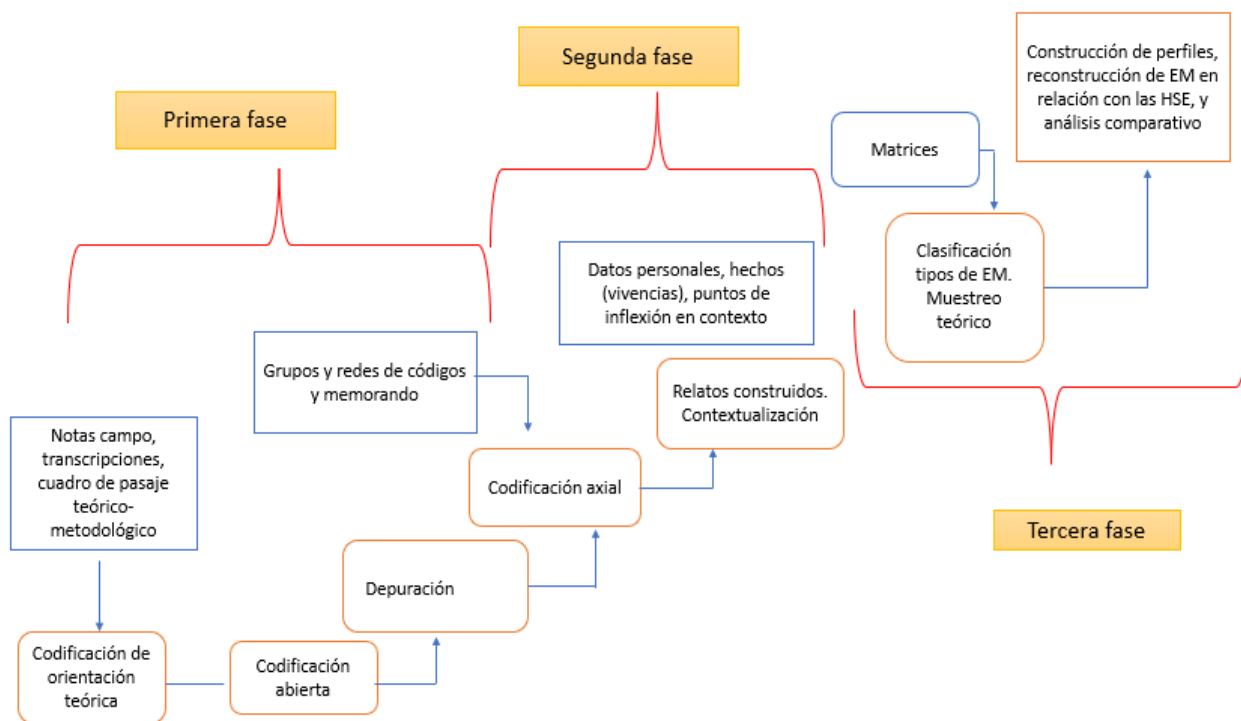 Primera fase
Notas campo,
transcripciones,
cuadro de pasaje
teórico-
metodológico
Codificación de
orientación
teórica
Codificación
abierta
Depuración
Grupos y redes de códigos
y memorando
Codificación axial
Segunda fase
Datos personales, hechos
(vivencias), puntos de
inflexión en contexto
Relatos construidos.
Contextualización
Matrices
Clasificación
tipos de EM.
Muestreo
teórico
Construcción de perfiles,
reconstrucción de EM en
relación con las HSE, y
análisis comparativo
Tercera fase